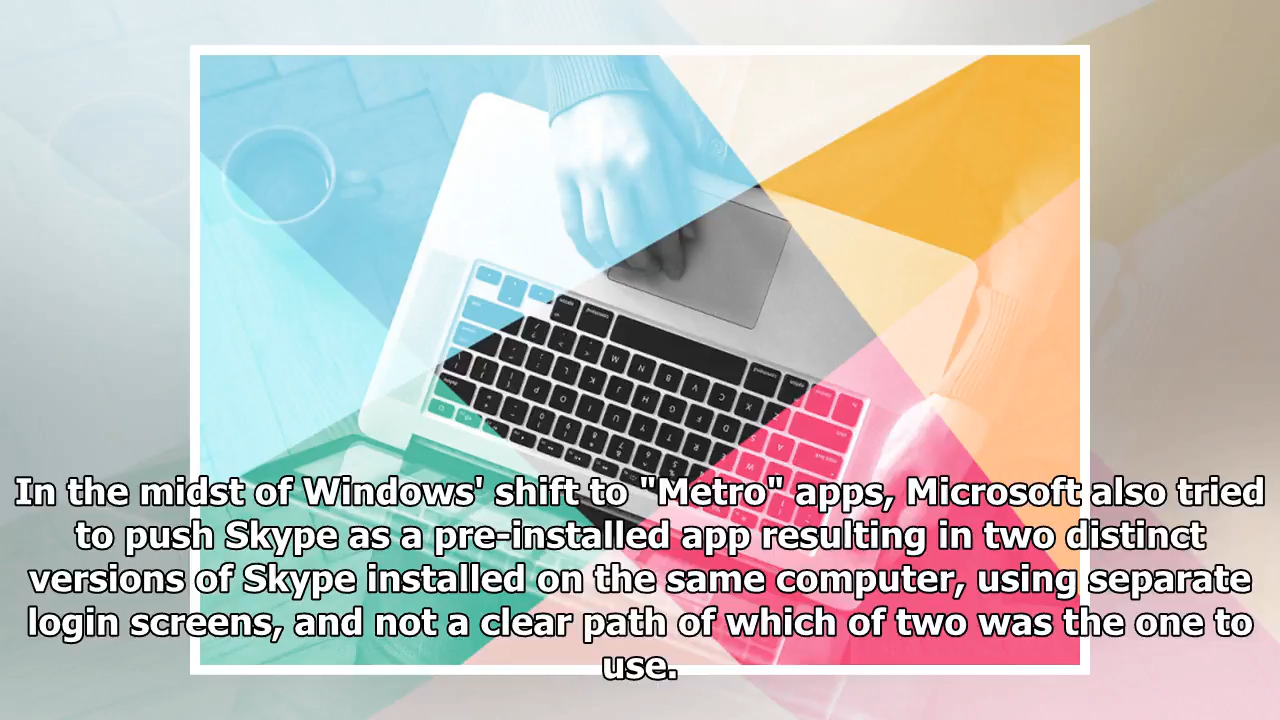 In the midst of Windows' shift to "Metro" apps, Microsoft also tried
to push Skype as a pre-installed app resulting in two distinct
versions of Skype installed on the same computer, using separate
login screens, and not a clear path of which of two was the one to
use.